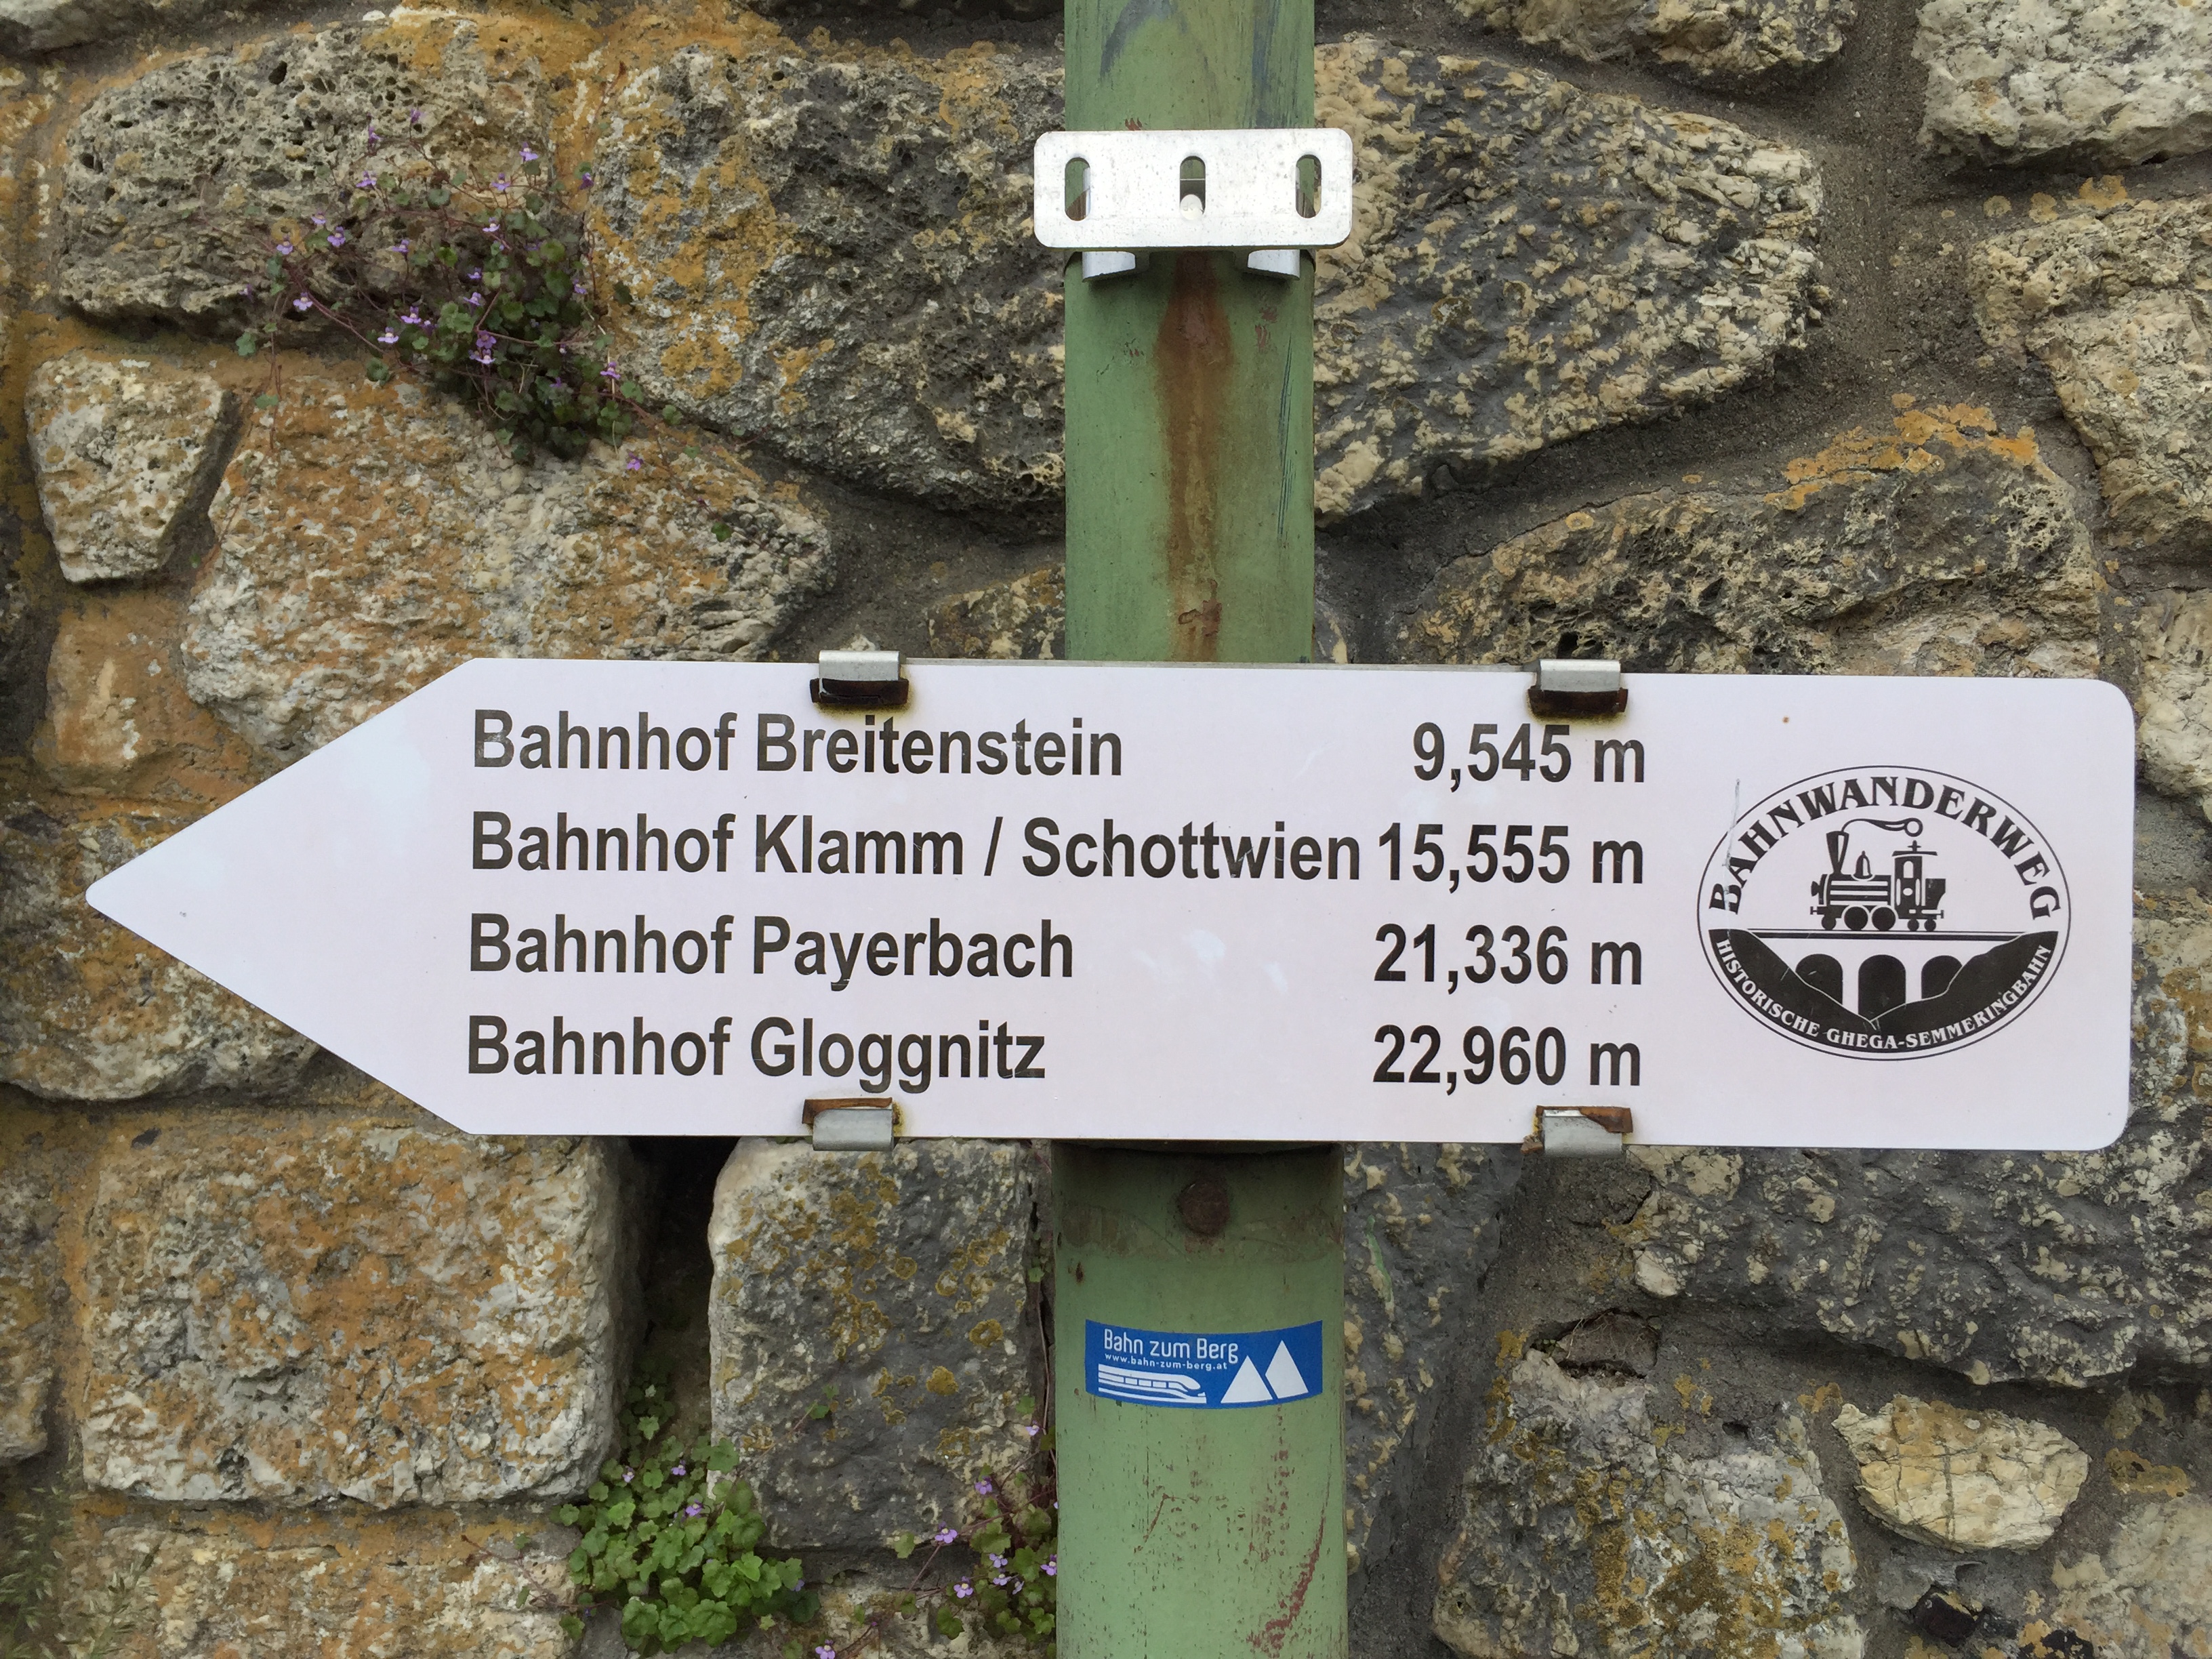 Bahnhof Breitenstein 9,545 m
Bahnhof Klamm / Schottwien 15,555 m
Bahnhof Payerbach 21,336 m
Bahnhof Gloggnitz 22,960 m
BAHNWANDERWEG
HISTORISCHE GHEGA-SEMMERINGBAHN
Bahn zum Berg
www.bahn-zum-berg.at